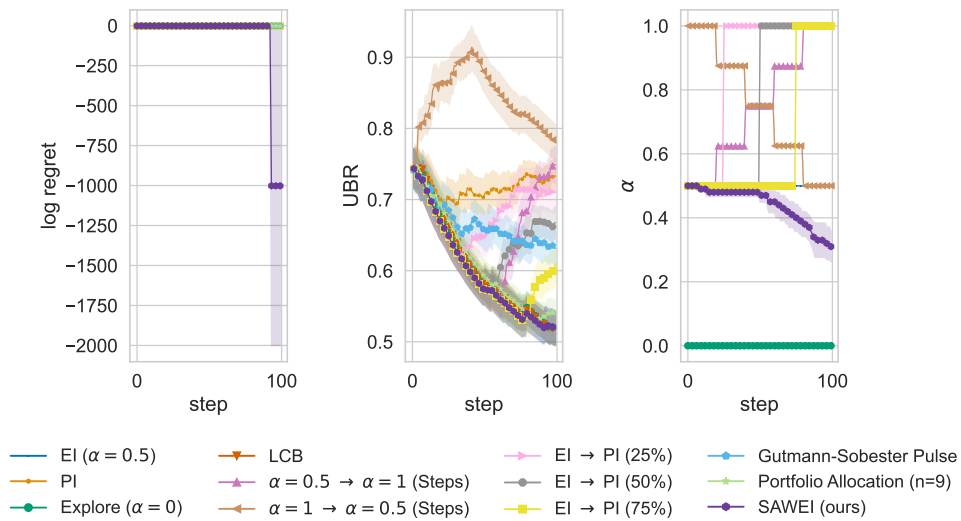 0
−250
−500
−750
−1000
−1250
−1500
−1750
−2000
log regret
0
100
step
0.9
0.8
0.7
0.6
0.5
UBR
0
100
step
1.0
0.8
0.6
0.4
0.2
0.0
α
0
100
step
EI (α = 0.5)
PI
Explore (α = 0)
LCB
α = 0.5 → α = 1 (Steps)
α = 1 → α = 0.5 (Steps)
EI → PI (25%)
EI → PI (50%)
EI → PI (75%)
Gutmann-Sobester Pulse
Portfolio Allocation (n=9)
SAWEI (ours)